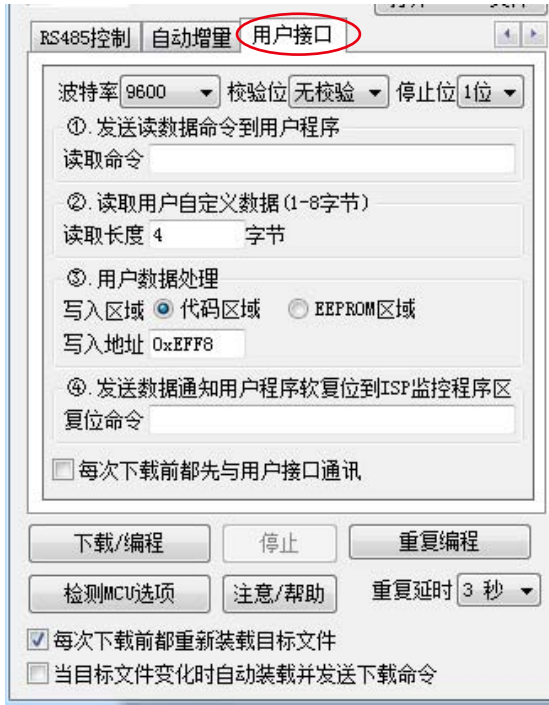 RS485控制 自动增量 用户接口
波特率 9600 校验位 无校验 停止位 1位
①.发送读数据命令到用户程序
读取命令
②.读取用户自定义数据(1-8字节)
读取长度 4 字节
③.用户数据处理
写入区域 代码区域 EEPROM区域
写入地址 0xEFF8
④.发送数据通知用户程序软复位到ISP监控程序区
复位命令
每次下载前都先与用户接口通讯
下载/编程 停止 重复编程
检测MCU选项 注意/帮助 重复延时 3 秒
每次下载前都重新装载目标文件
当目标文件变化时自动装载并发送下载命令